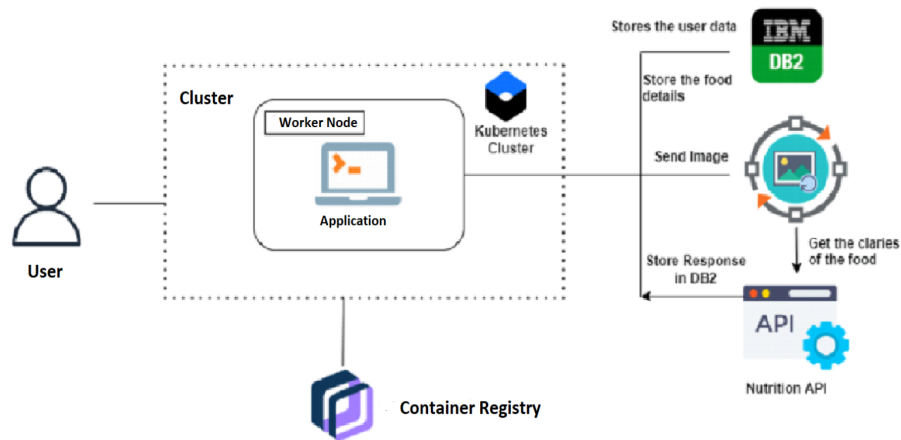 Stores the user data
IBM
DB2
Cluster
Store the food
details
Worker Node
Kubernetes
Cluster
Send Image
Application
User
Get the claries
of the food
Store Response
in DB2
API
Nutrition API
Container Registry